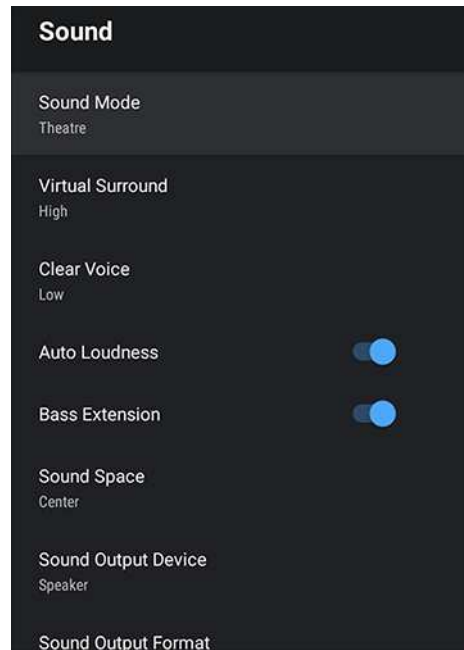 Sound
Sound Mode
Theatre
Virtual Surround
High
Clear Voice
Low
Auto Loudness
Bass Extension
Sound Space
Center
Sound Output Device
Speaker
Sound Output Format